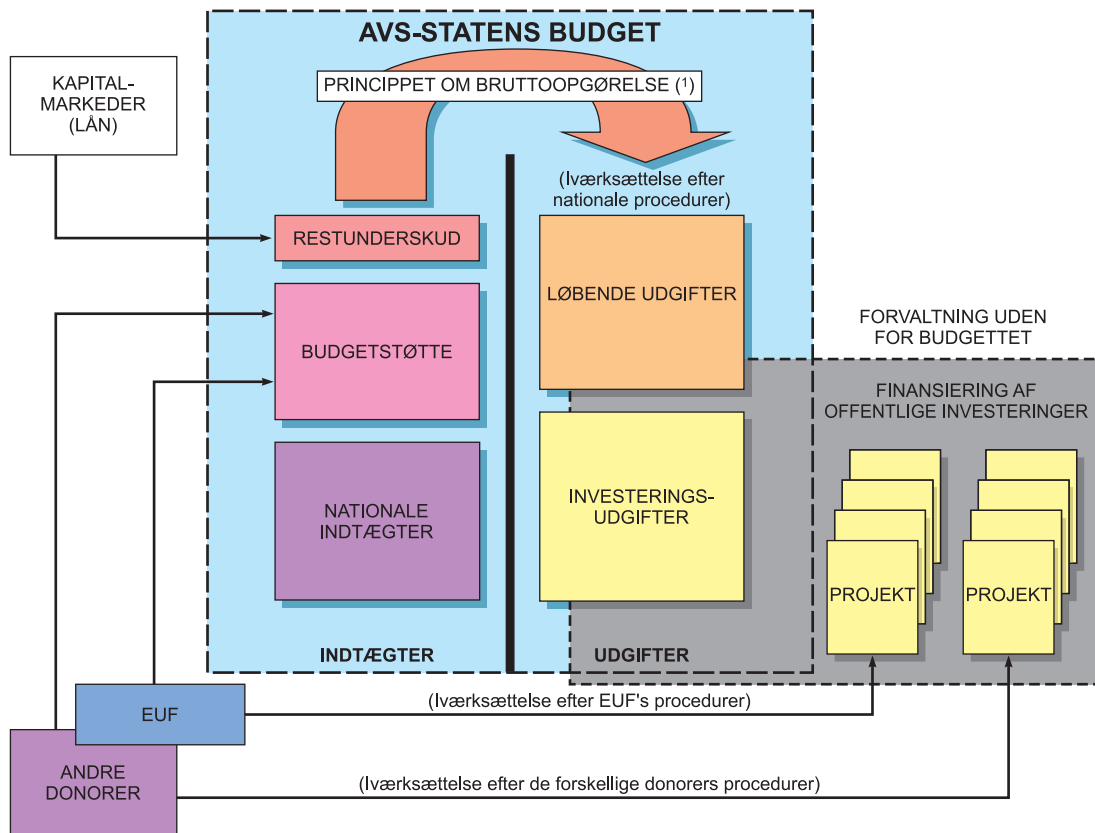 AVS-STATENS BUDGET
KAPITAL-
MARKEDER
(LÅN)
PRINCIPPET OM BRUTTOOPGØRELSE (¹)
(Iværksættelse efter
nationale procedurer)
RESTUNDERSKUD
LØBENDE UDGIFTER
BUDGETSTØTTE
FORVALTNING UDEN
FOR BUDGETTET
FINANSIERING AF
OFFENTLIGE INVESTERINGER
NATIONALE
INDTÆGTER
INVESTERINGS-
UDGIFTER
PROJEKT
PROJEKT
INDTÆGTER
UDGIFTER
(Iværksættelse efter EUF's procedurer)
EUF
ANDRE
DONORER
(Iværksættelse efter de forskellige donorers procedurer)